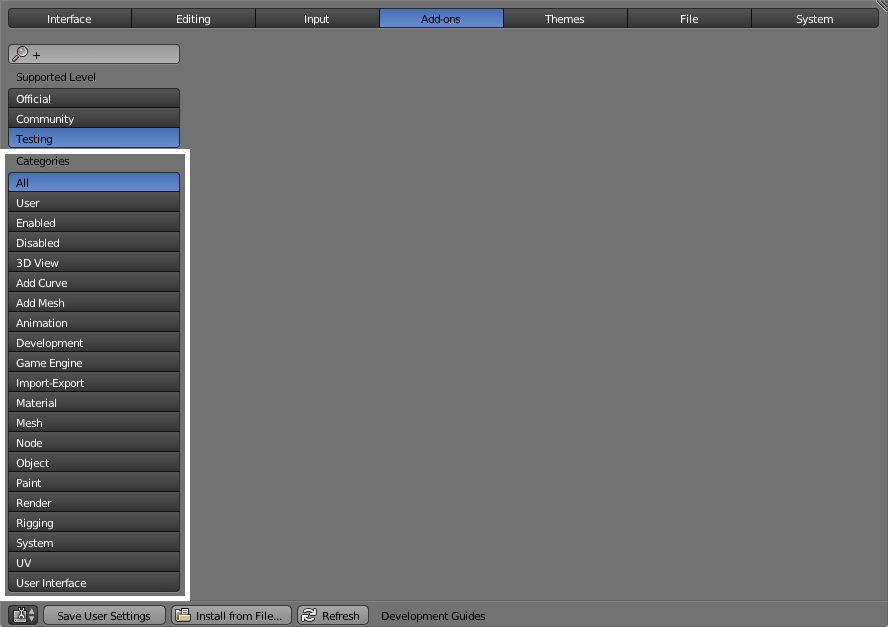 Interface Editing Input Add-ons Themes File System
+
Supported Level
Official
Community
Testing
Categories
All
User
Enabled
Disabled
3D View
Add Curve
Add Mesh
Animation
Development
Game Engine
Import-Export
Material
Mesh
Node
Object
Paint
Render
Rigging
System
UV
User Interface
Save User Settings Install from File... Refresh Development Guides